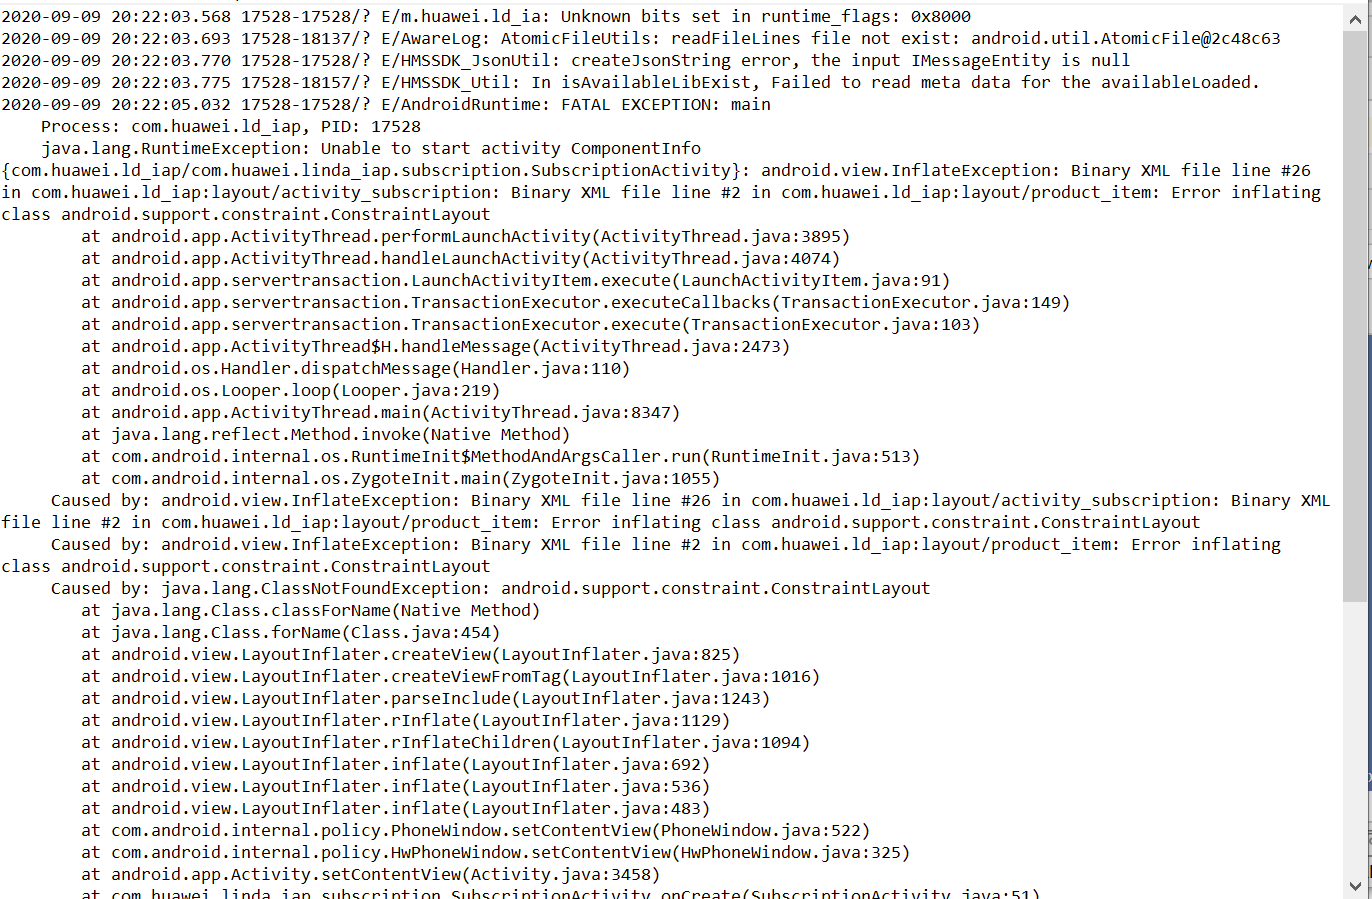 2020-09-09 20:22:03.568 17528-17528/? E/m.huawei.ld_ia: Unknown bits set in runtime_flags: 0x8000
2020-09-09 20:22:03.693 17528-18137/? E/AwareLog: AtomicFileUtils: readFileLines file not exist: android.util.AtomicFile@2c48c63
2020-09-09 20:22:03.770 17528-17528/? E/HMSSDK_JsonUtil: createJsonString error, the input IMessageEntity is null
2020-09-09 20:22:03.775 17528-18157/? E/HMSSDK_Util: In isAvailableLibExist, Failed to read meta data for the availableLoaded.
2020-09-09 20:22:05.032 17528-17528/? E/AndroidRuntime: FATAL EXCEPTION: main
    Process: com.huawei.ld_iap, PID: 17528
    java.lang.RuntimeException: Unable to start activity ComponentInfo
{com.huawei.ld_iap/com.huawei.linda_iap.subscription.SubscriptionActivity}: android.view.InflateException: Binary XML file line #26
in com.huawei.ld_iap:layout/activity_subscription: Binary XML file line #2 in com.huawei.ld_iap:layout/product_item: Error inflating
class android.support.constraint.ConstraintLayout
        at android.app.ActivityThread.performLaunchActivity(ActivityThread.java:3895)
        at android.app.ActivityThread.handleLaunchActivity(ActivityThread.java:4074)
        at android.app.servertransaction.LaunchActivityItem.execute(LaunchActivityItem.java:91)
        at android.app.servertransaction.TransactionExecutor.executeCallbacks(TransactionExecutor.java:149)
        at android.app.servertransaction.TransactionExecutor.execute(TransactionExecutor.java:103)
        at android.app.ActivityThread$H.handleMessage(ActivityThread.java:2473)
        at android.os.Handler.dispatchMessage(Handler.java:110)
        at android.os.Looper.loop(Looper.java:219)
        at android.app.ActivityThread.main(ActivityThread.java:8347)
        at java.lang.reflect.Method.invoke(Native Method)
        at com.android.internal.os.RuntimeInit$MethodAndArgsCaller.run(RuntimeInit.java:513)
        at com.android.internal.os.ZygoteInit.main(ZygoteInit.java:1055)
     Caused by: android.view.InflateException: Binary XML file line #26 in com.huawei.ld_iap:layout/activity_subscription: Binary XML
file line #2 in com.huawei.ld_iap:layout/product_item: Error inflating class android.support.constraint.ConstraintLayout
     Caused by: android.view.InflateException: Binary XML file line #2 in com.huawei.ld_iap:layout/product_item: Error inflating
class android.support.constraint.ConstraintLayout
     Caused by: java.lang.ClassNotFoundException: android.support.constraint.ConstraintLayout
        at java.lang.Class.classForName(Native Method)
        at java.lang.Class.forName(Class.java:454)
        at android.view.LayoutInflater.createView(LayoutInflater.java:825)
        at android.view.LayoutInflater.createViewFromTag(LayoutInflater.java:1016)
        at android.view.LayoutInflater.parseInclude(LayoutInflater.java:1243)
        at android.view.LayoutInflater.rInflate(LayoutInflater.java:1129)
        at android.view.LayoutInflater.rInflateChildren(LayoutInflater.java:1094)
        at android.view.LayoutInflater.inflate(LayoutInflater.java:692)
        at android.view.LayoutInflater.inflate(LayoutInflater.java:536)
        at android.view.LayoutInflater.inflate(LayoutInflater.java:483)
        at com.android.internal.policy.PhoneWindow.setContentView(PhoneWindow.java:522)
        at com.android.internal.policy.HwPhoneWindow.setContentView(HwPhoneWindow.java:325)
        at android.app.Activity.setContentView(Activity.java:3458)
        at com.huawei.linda_iap.subscription.SubscriptionActivity.onCreate(SubscriptionActivity.java:51)